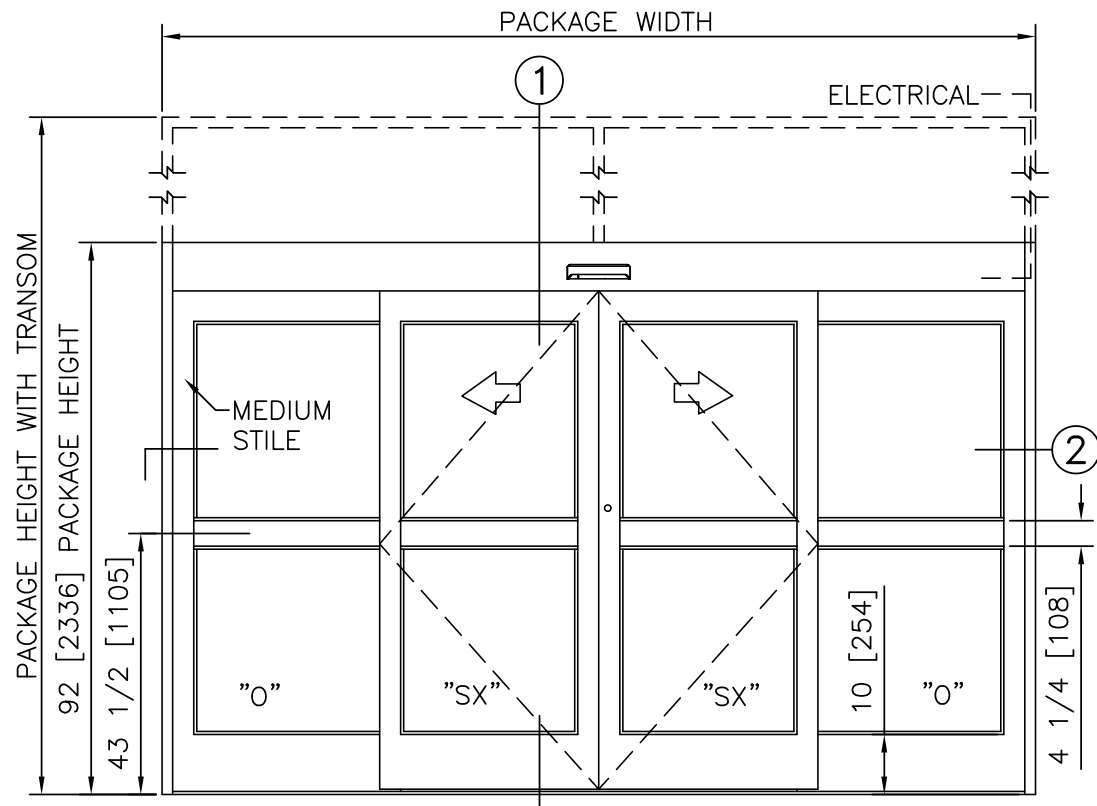 PACKAGE WIDTH
1
ELECTRICAL
PACKAGE HEIGHT WITH TRANSOM
92 [2336] PACKAGE HEIGHT
43 1/2 [1105]
MEDIUM
STILE
2
10 [254]
4 1/4 [108]
"O"
"SX"
"SX"
"O"